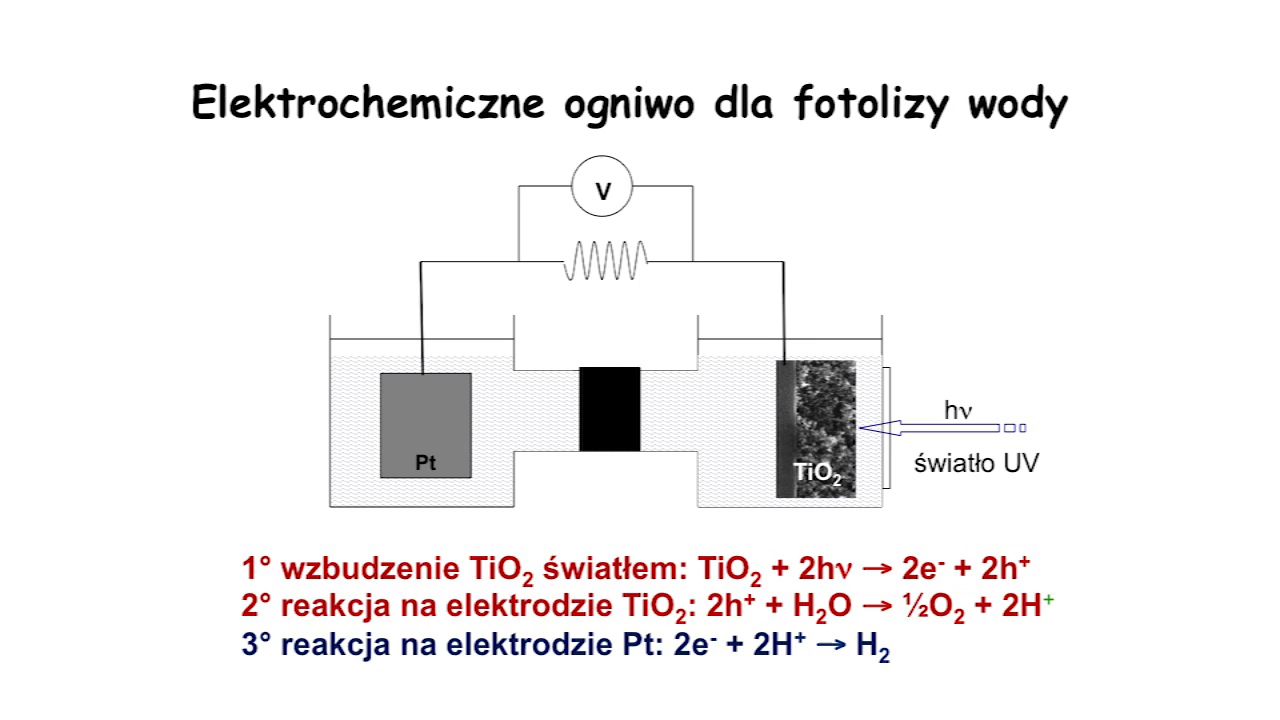 Elektrochemiczne ogniwo dla fotolizy wody
V
Pt
TiO₂
hν
światło UV
1° wzbudzenie TiO₂ światłem: TiO₂ + 2hν → 2e⁻ + 2h⁺
2° reakcja na elektrodzie TiO₂: 2h⁺ + H₂O → ½O₂ + 2H⁺
3° reakcja na elektrodzie Pt: 2e⁻ + 2H⁺ → H₂